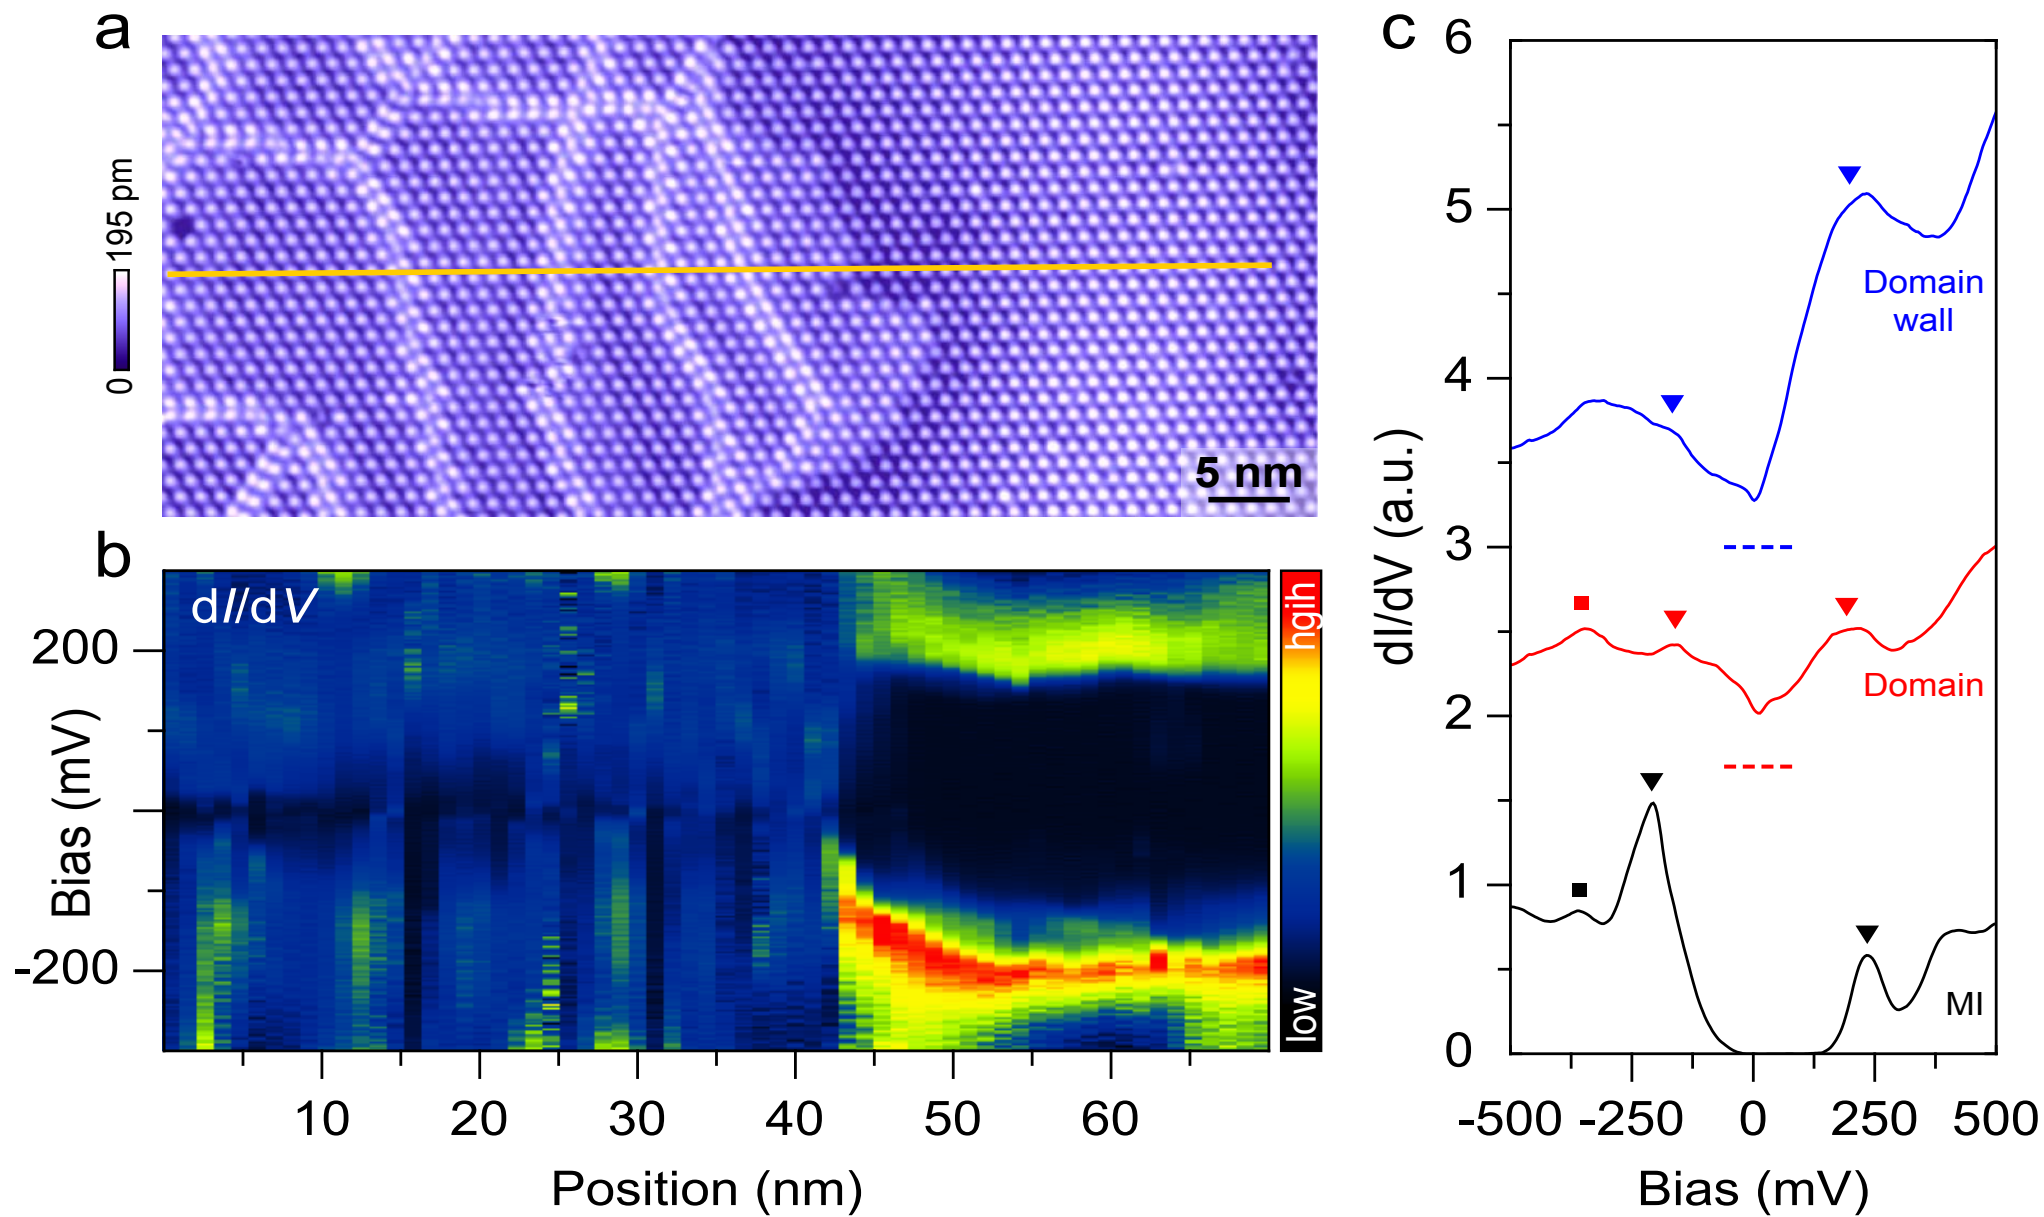 a
195 pm
0
5 nm
b
dI/dV
200
-200
Bias (mV)
hgih
low
10 20 30 40 50 60
Position (nm)
c
6
5
4
3
2
1
0
dI/dV (a.u.)
Domain
wall
Domain
MI
-500 -250 0 250 500
Bias (mV)